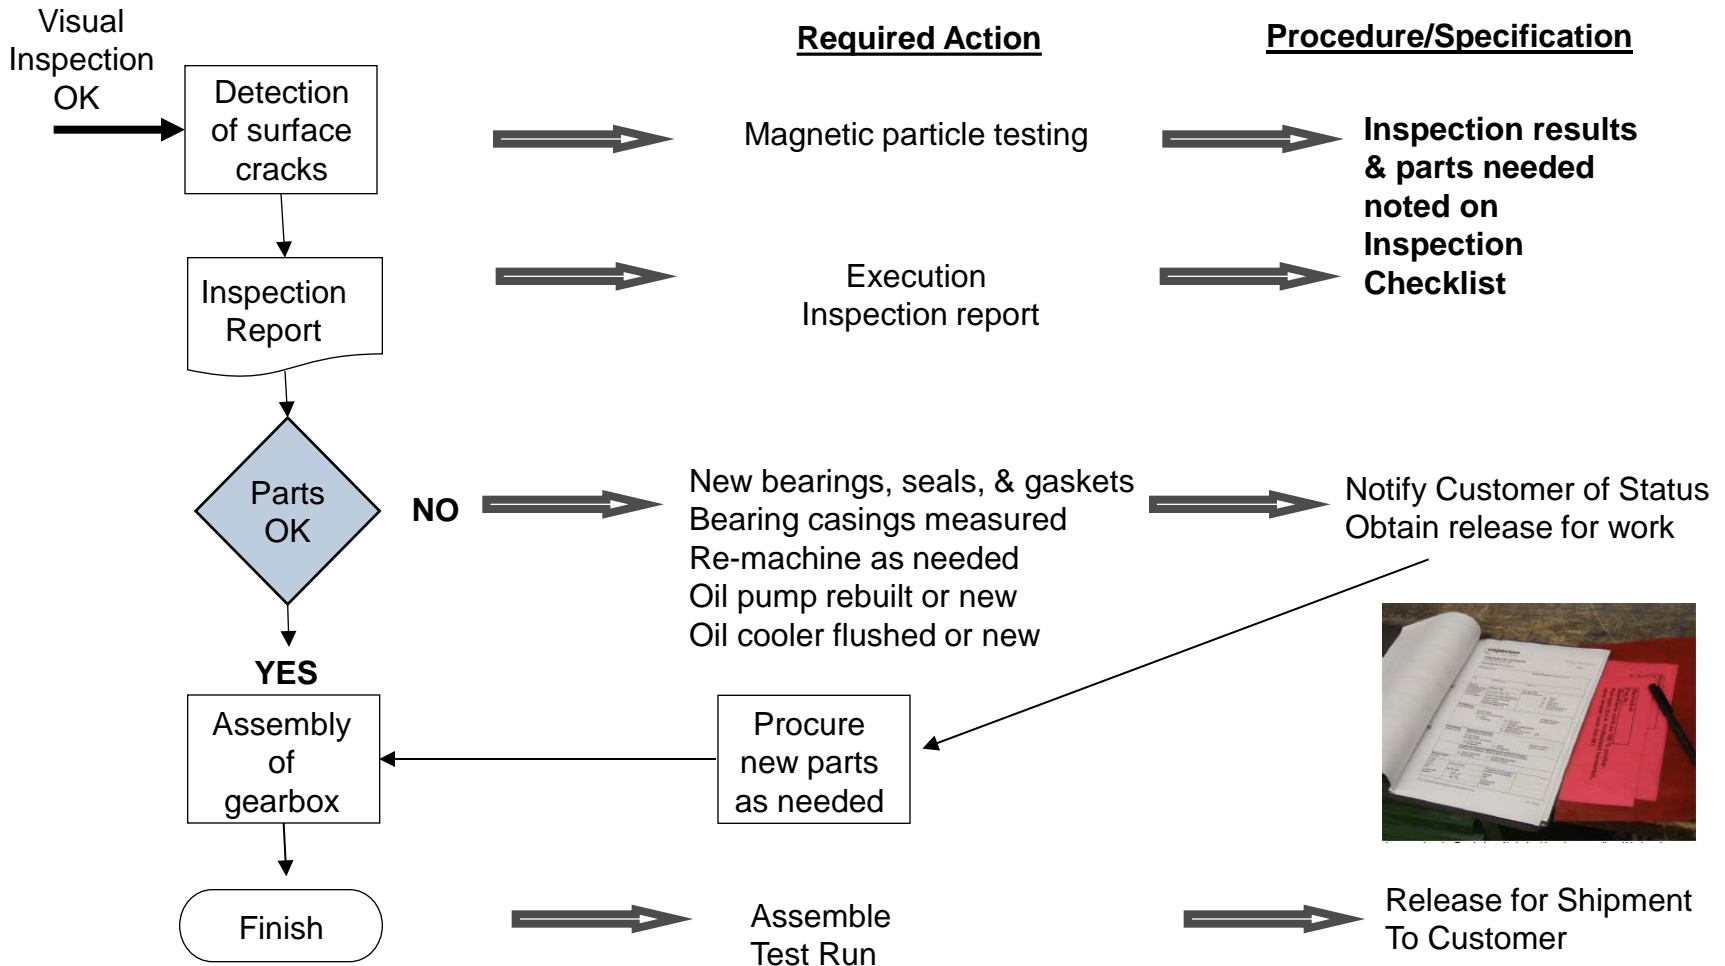 Visual
Inspection
OK
Required Action
Procedure/Specification
Detection
of surface
cracks
Magnetic particle testing
Inspection results
& parts needed
noted on
Inspection
Checklist
Inspection
Report
Execution
Inspection report
Parts
OK
NO
New bearings, seals, & gaskets
Bearing casings measured
Re-machine as needed
Oil pump rebuilt or new
Oil cooler flushed or new
Notify Customer of Status
Obtain release for work
YES
Assembly
of
gearbox
Procure
new parts
as needed
coperion
Finish
Assemble
Test Run
Release for Shipment
To Customer